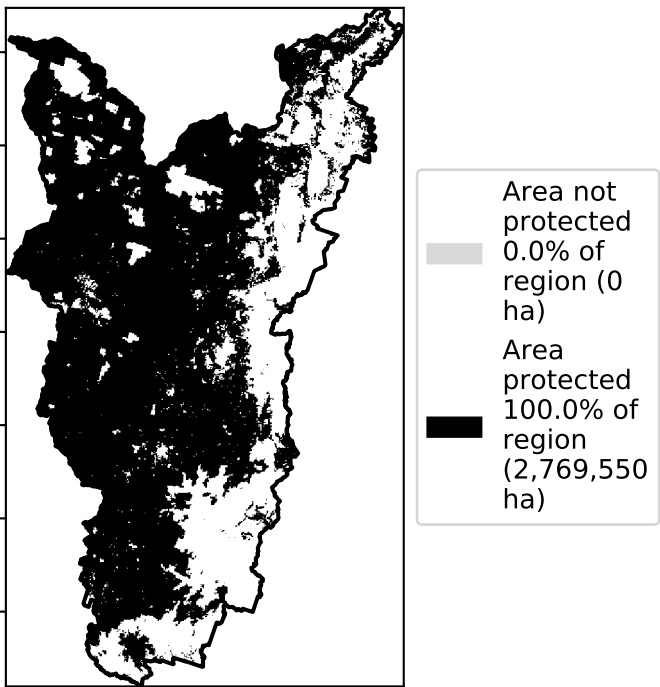 Area not
protected
0.0% of
region (0
ha)
Area
protected
100.0% of
region
(2,769,550
ha)